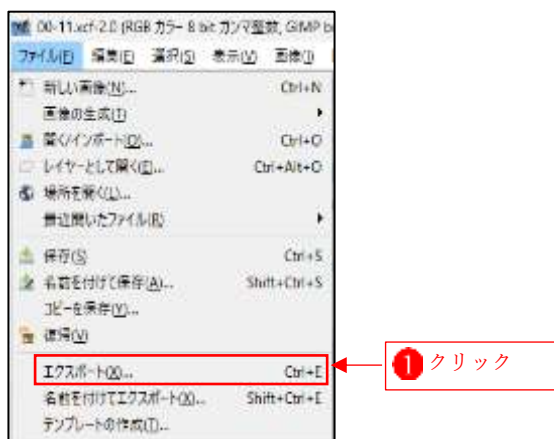 00-11.xcf-2.0 (RGB カラー 8 bit ガンマ整数, GIMP b
ファイル(F) 編集(E) 選択(S) 表示(V) 画像(I)
新しい画像(N)... Ctrl+N
画像の生成(T)
開く/インポート(O)... Ctrl+O
レイヤーとして開く(E)... Ctrl+Alt+O
場所を開く(L)...
最近開いたファイル(R)
保存(S) Ctrl+S
名前を付けて保存(A)... Shift+Ctrl+S
コピーを保存(Y)...
復帰(V)
エクスポート(X)... Ctrl+E
1 クリック
名前を付けてエクスポート(X)... Shift+Ctrl+E
テンプレートの作成(T)...